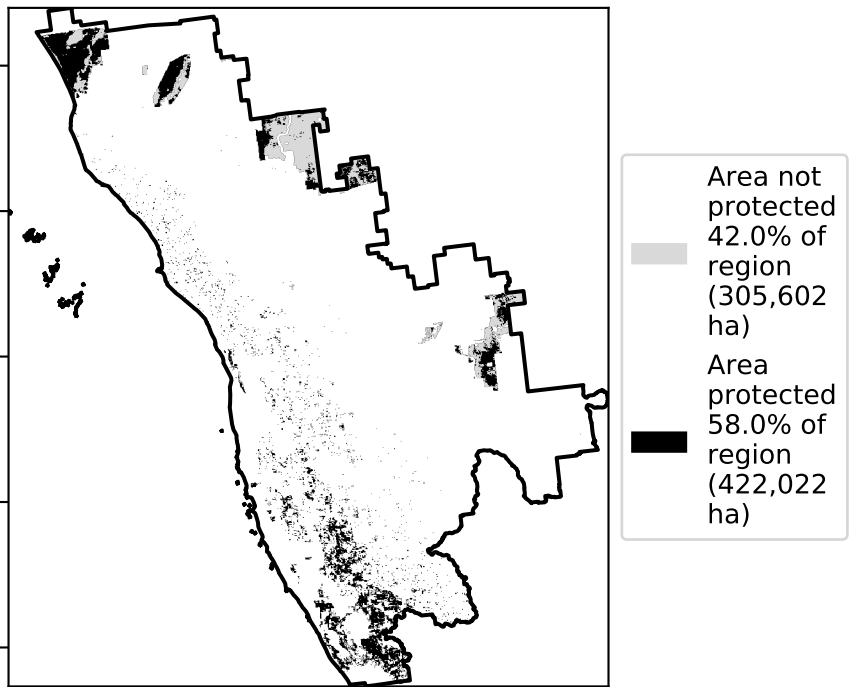 Area not
protected
42.0% of
region
(305,602
ha)
Area
protected
58.0% of
region
(422,022
ha)